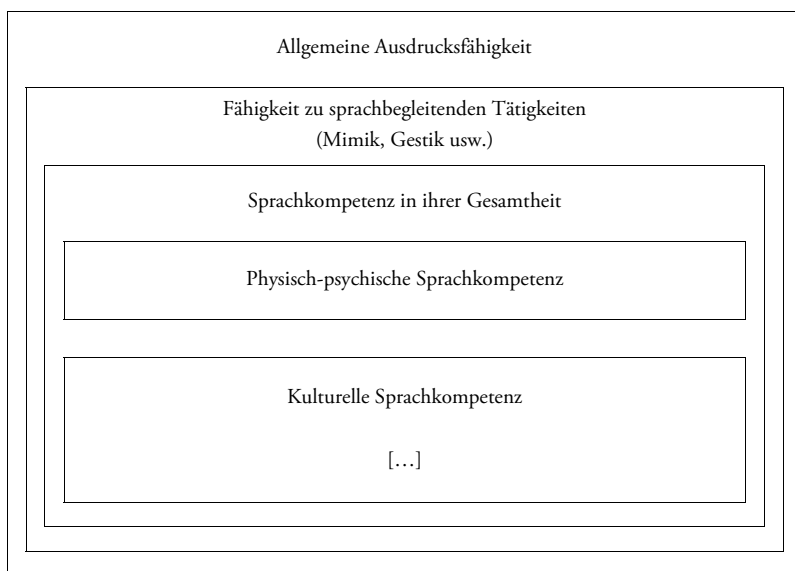 Allgemeine Ausdrucksfähigkeit
Fähigkeit zu sprachbegleitenden Tätigkeiten
(Mimik, Gestik usw.)
Sprachkompetenz in ihrer Gesamtheit
Physisch-psychische Sprachkompetenz
Kulturelle Sprachkompetenz
[…]